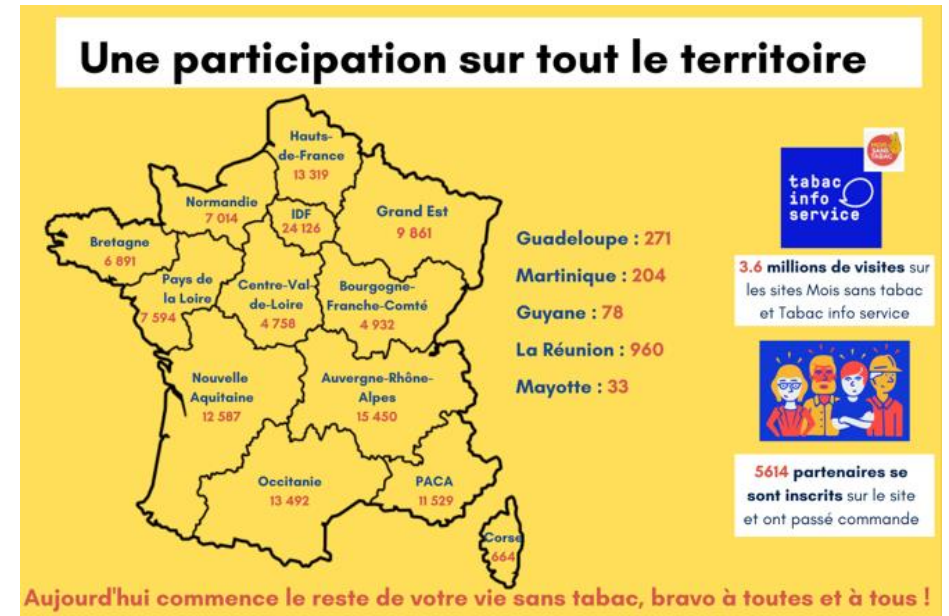 Une participation sur tout le territoire
Hauts-
de-France
13 319
Normandie
7 014
IDF
24 126
Grand Est
9 861
Bretagne
6 891
Pays de
la Loire
7 594
Centre-Val-
de-Loire
4 758
Bourgogne-
Franche-Comté
4 932
Nouvelle
Aquitaine
12 587
Auvergne-Rhône-
Alpes
15 450
Occitanie
13 492
PACA
11 529
Corse
664
Guadeloupe : 271
Martinique : 204
Guyane : 78
La Réunion : 960
Mayotte : 33
MOIS
SANS
TABAC
tabac
info
service
3.6 millions de visites sur
les sites Mois sans tabac
et Tabac info service
5614 partenaires se
sont inscrits sur le site
et ont passé commande
Aujourd'hui commence le reste de votre vie sans tabac, bravo à toutes et à tous !